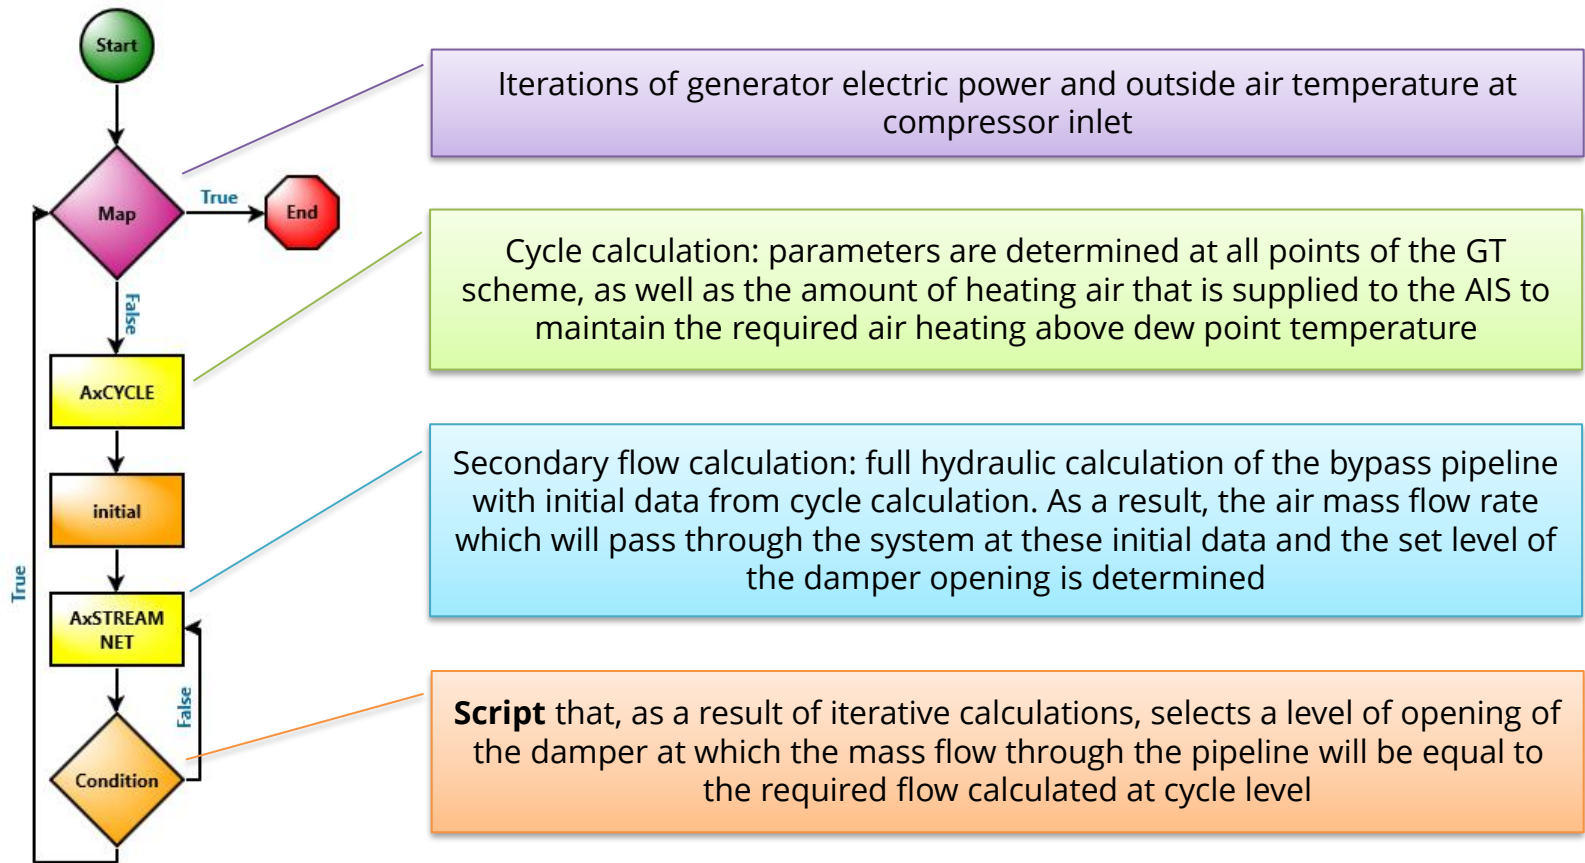 Start
Iterations of generator electric power and outside air temperature at
compressor inlet
Map
True
End
False
Cycle calculation: parameters are determined at all points of the GT
scheme, as well as the amount of heating air that is supplied to the AIS to
maintain the required air heating above dew point temperature
AxCYCLE
initial
Secondary flow calculation: full hydraulic calculation of the bypass pipeline
with initial data from cycle calculation. As a result, the air mass flow rate
which will pass through the system at these initial data and the set level of
the damper opening is determined
True
AxSTREAM
NET
False
Condition
Script that, as a result of iterative calculations, selects a level of opening of
the damper at which the mass flow through the pipeline will be equal to
the required flow calculated at cycle level